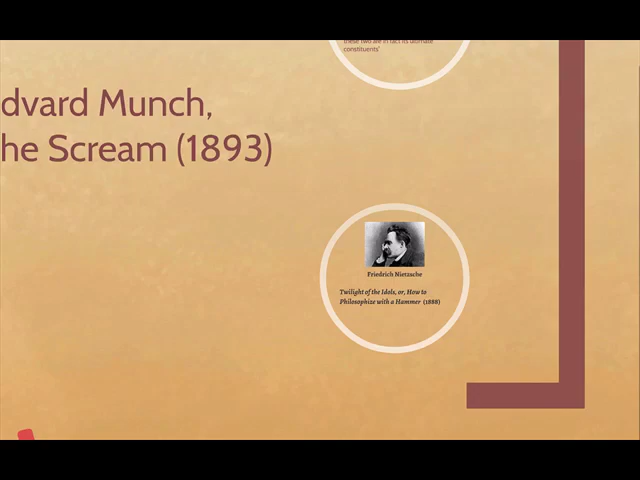 these two are in fact its ultimate
constituents"
dvard Munch,
he Scream (1893)
Friedrich Nietzsche
Twilight of the Idols, or, How to
Philosophize with a Hammer (1888)